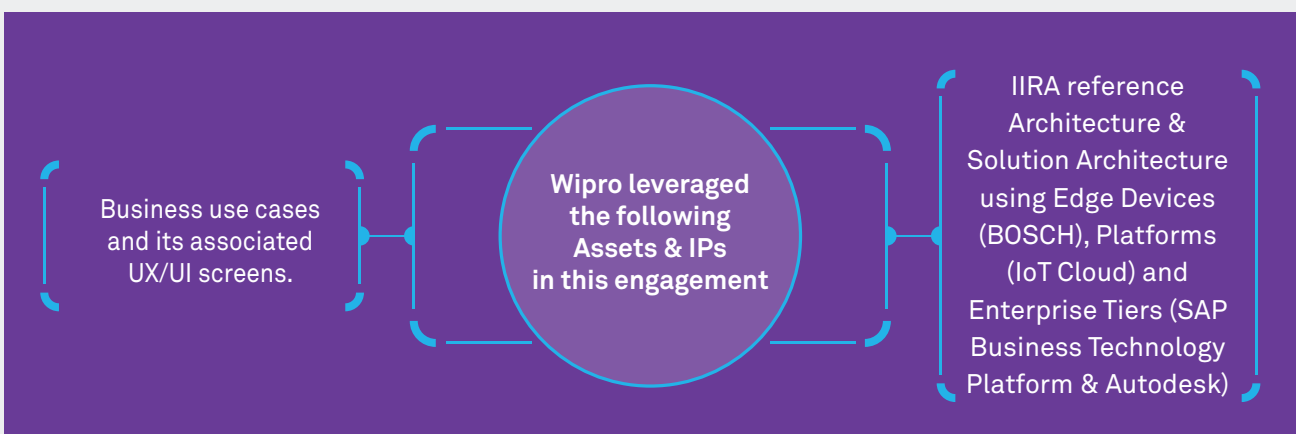 Business use cases
and its associated
UX/UI screens.
Wipro leveraged
the following
Assets & IPs
in this engagement
IIRA reference
Architecture &
Solution Architecture
using Edge Devices
(BOSCH), Platforms
(IoT Cloud) and
Enterprise Tiers (SAP
Business Technology
Platform & Autodesk)